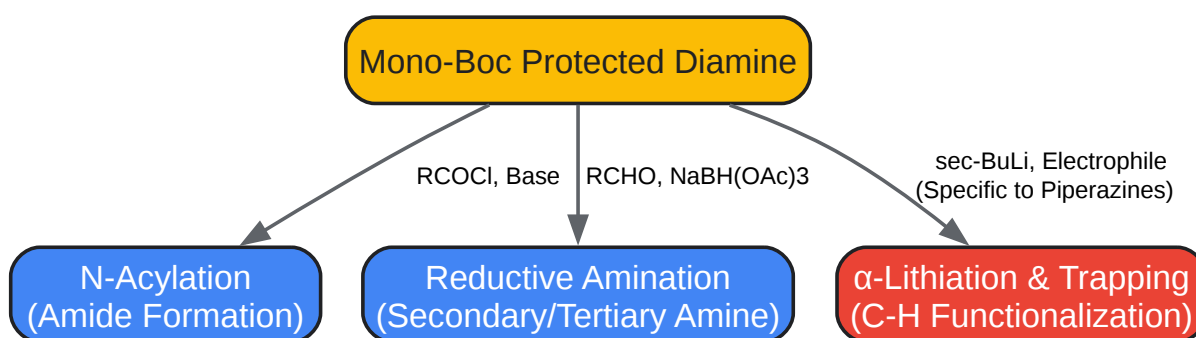 Mono-Boc Protected Diamine
RCOCl, Base
RCHO, NaBH(OAc)3
sec-BuLi, Electrophile
(Specific to Piperazines)
N-Acylation
(Amide Formation)
Reductive Amination
(Secondary/Tertiary Amine)
α-Lithiation & Trapping
(C-H Functionalization)